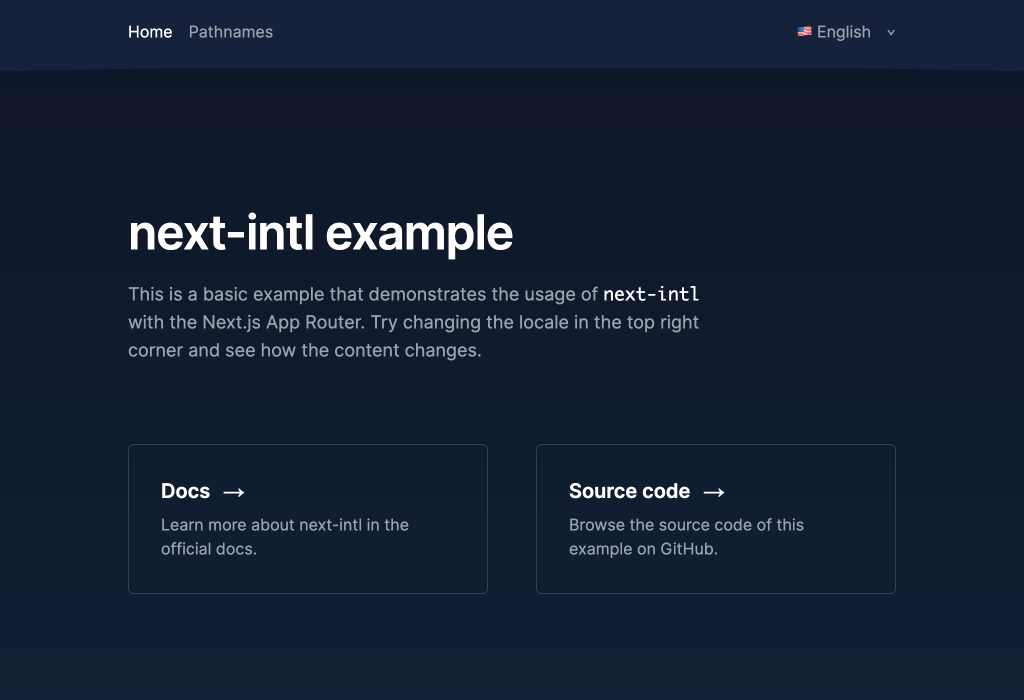 Home Pathnames 🇺🇸 English
next-intl example
This is a basic example that demonstrates the usage of next-intl
with the Next.js App Router. Try changing the locale in the top right
corner and see how the content changes.
Docs →
Learn more about next-intl in the
official docs.
Source code →
Browse the source code of this
example on GitHub.